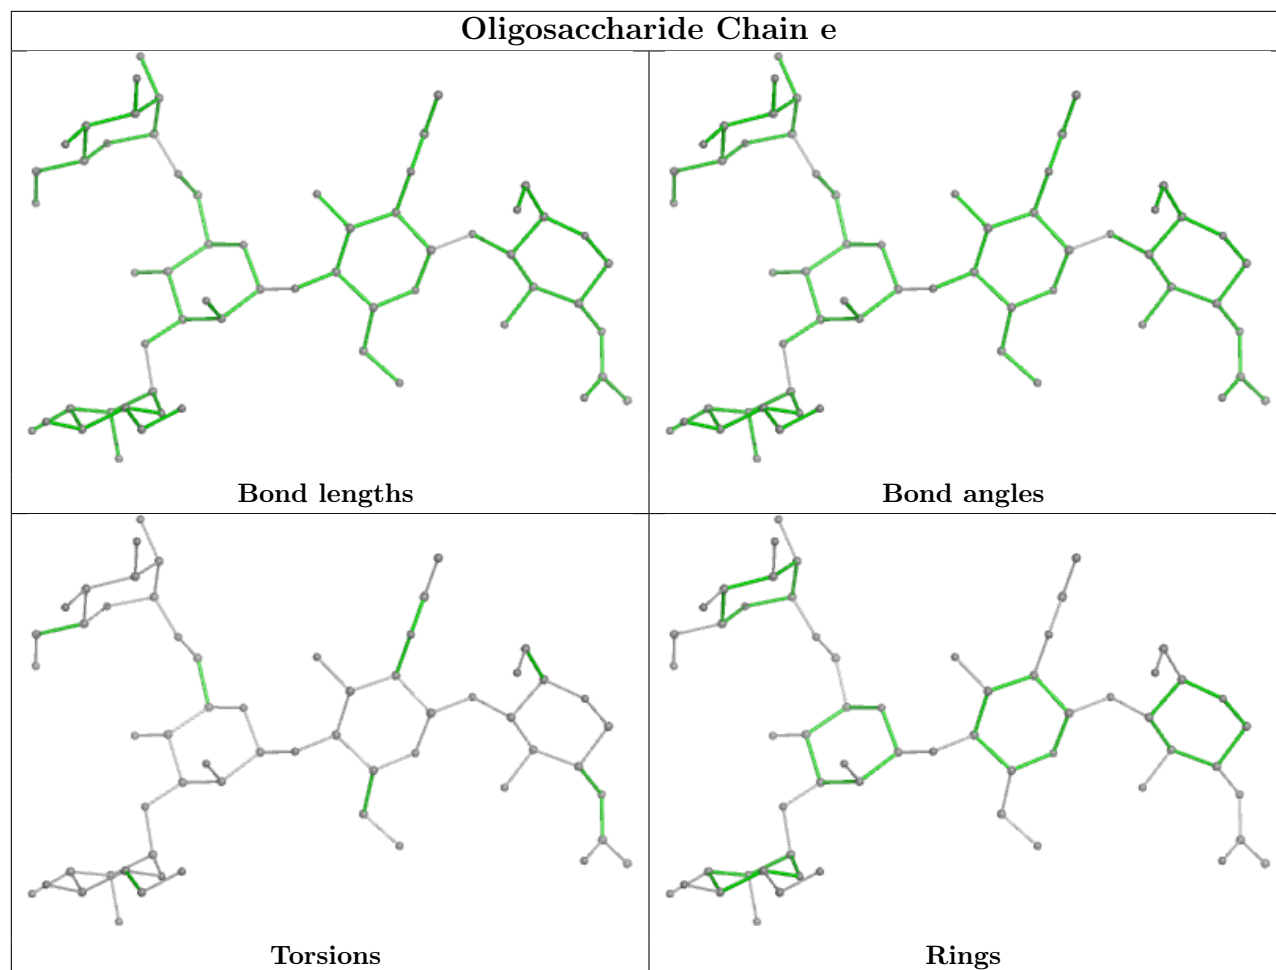 Oligosaccharide Chain e
Bond lengths
Bond angles
Torsions
Rings